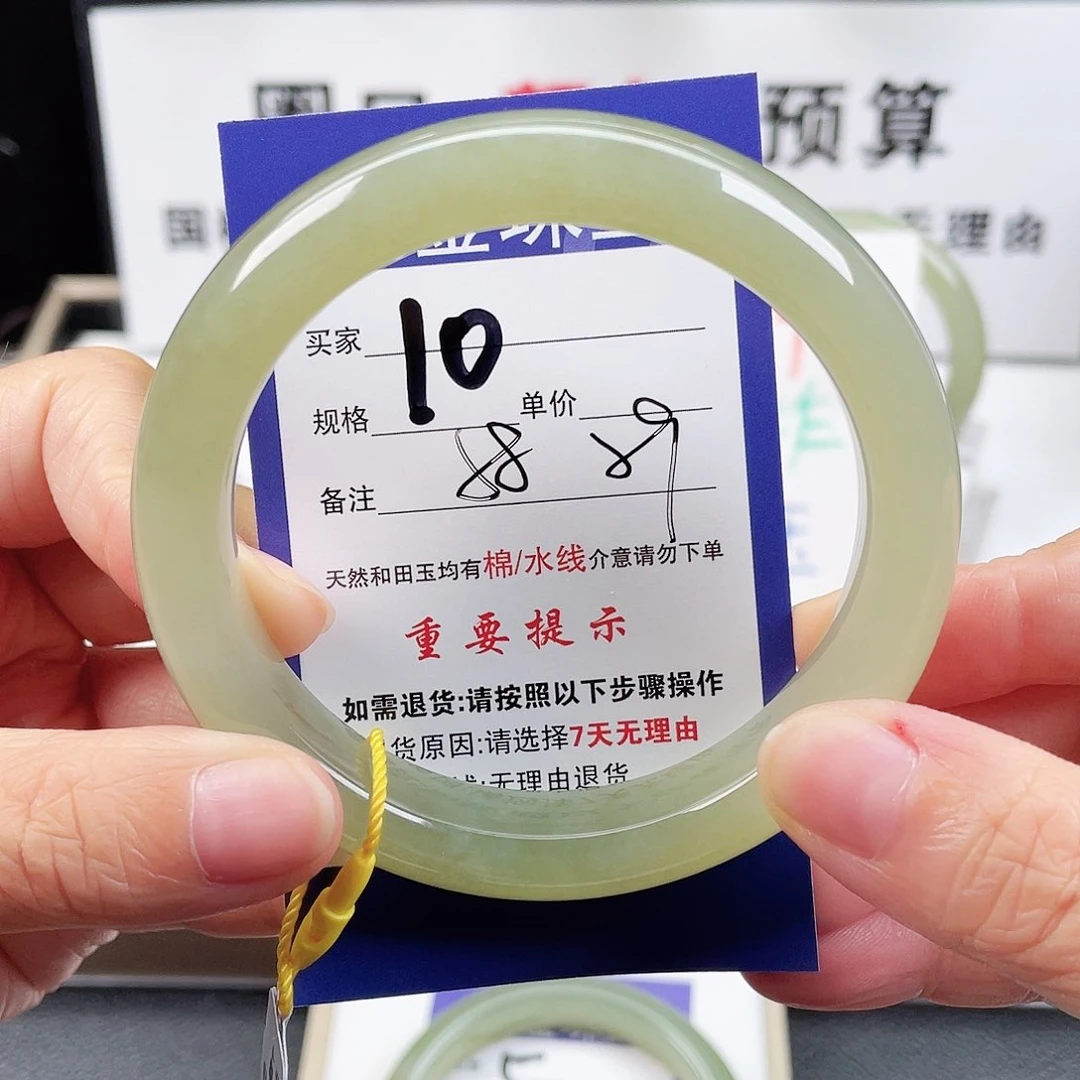 预算
国
无理由
买家 10
规格 单价
88 89
备注
天然和田玉均有棉/水线介意请勿下单
重要提示
如需退货:请按照以下步骤操作
货原因:请选择7天无理由
无理由退货